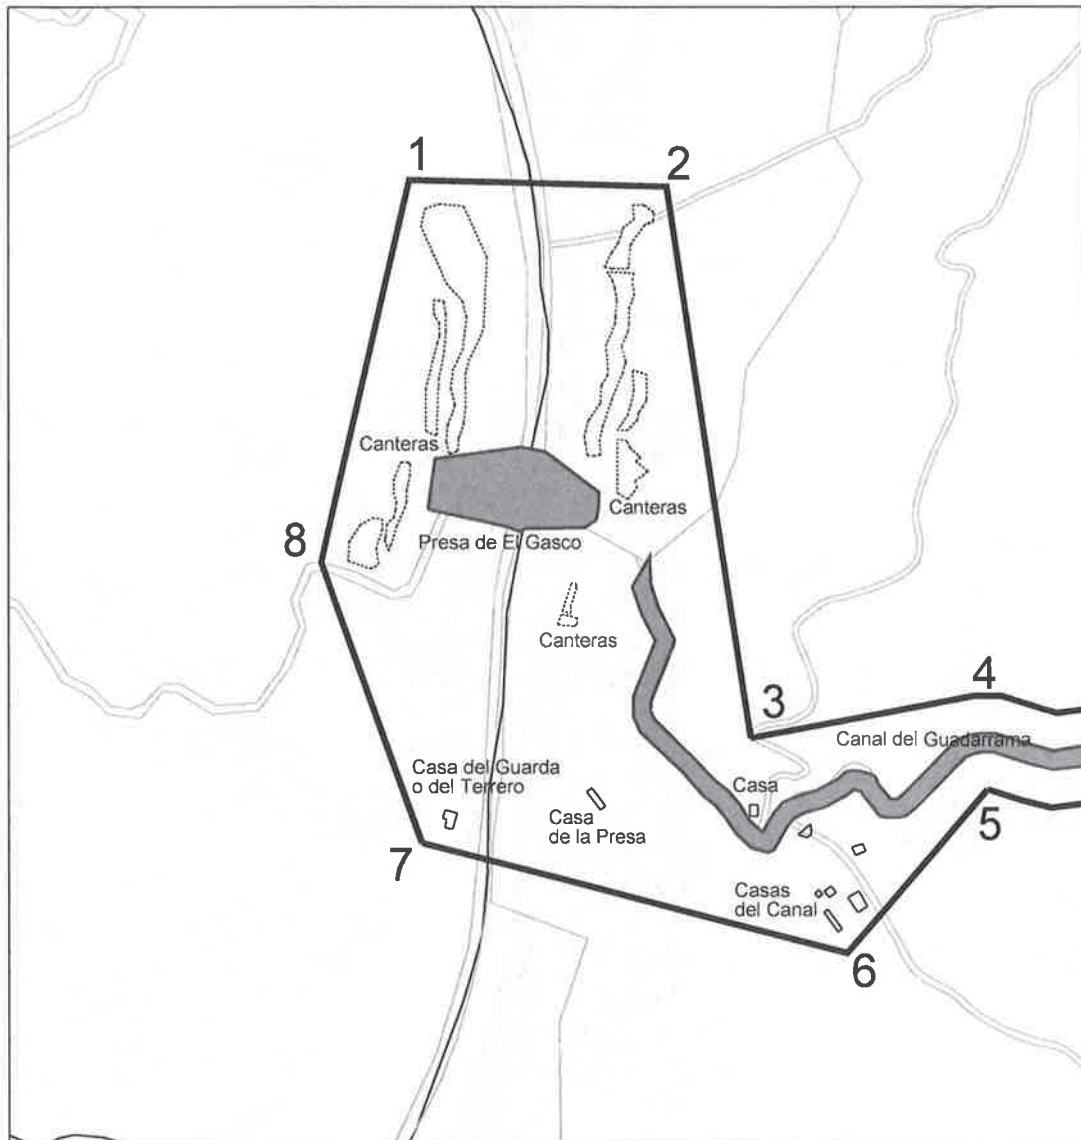 1
2
Canteras
Canteras
8
Presa de El Gasco
Canteras
3
4
Canal del Guadarrama
Casa del Guarda
o del Terrero
Casa
Casa
de la Presa
5
7
Casas
del Canal
6